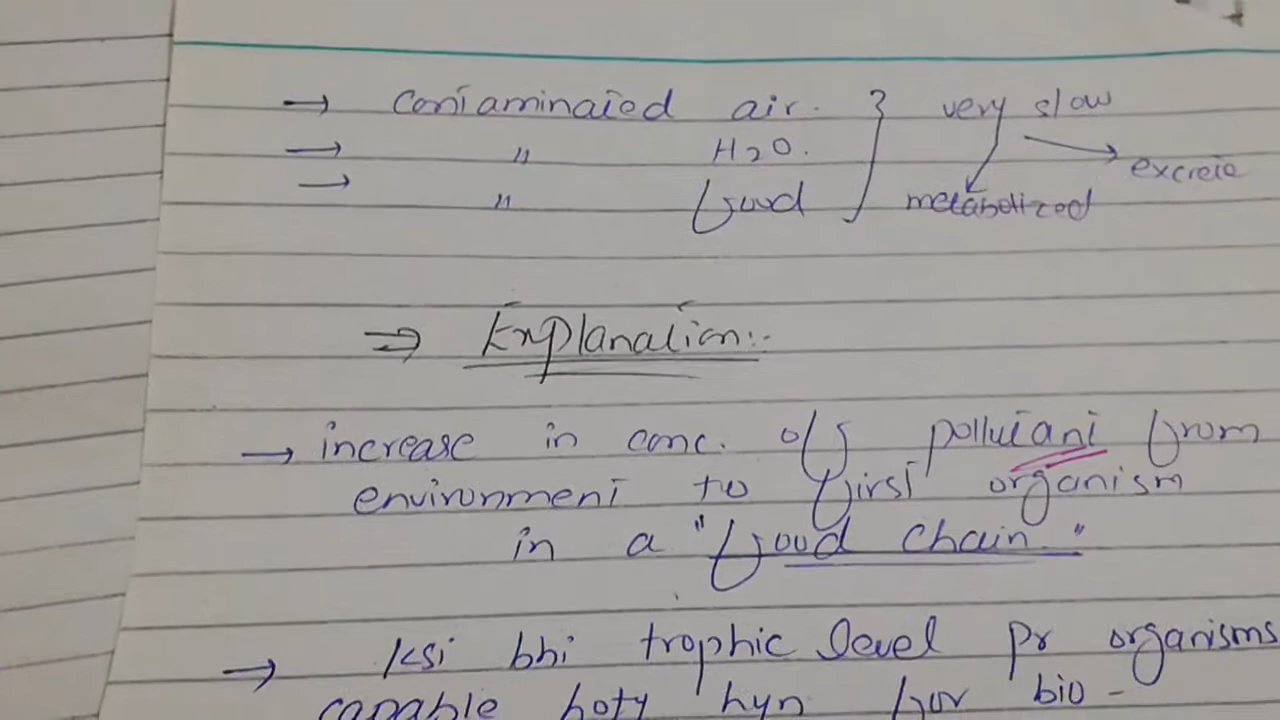 → Contaminated air. } very slow
→ " H2O. → excrete
→ " food } metabolized
⇒ Explanation:-
→ increase in conc. of pollutant from
environment to first organism
in a "food chain"
→ ksi bhi trophic level pr organisms
capable hoty hyn for bio-